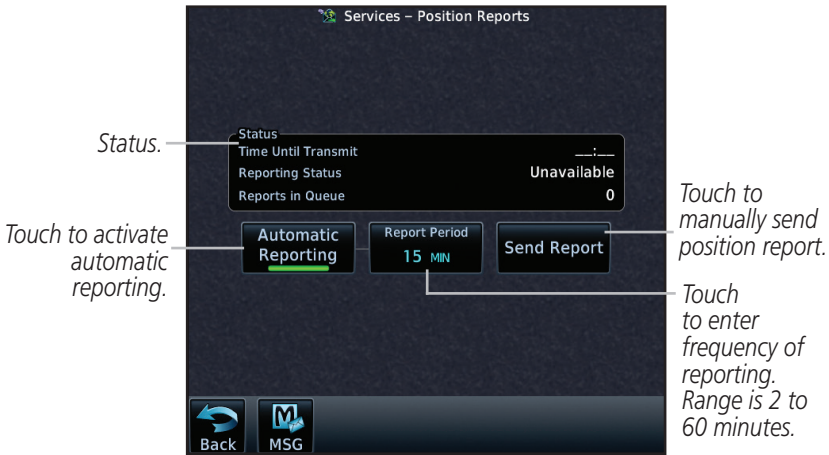 Services – Position Reports
Status.
Status
Time Until Transmit __:__
Reporting Status Unavailable
Reports in Queue 0
Touch to activate
automatic
reporting.
Automatic
Reporting
Report Period
15 MIN
Send Report
Touch to
manually send
position report.
Touch
to enter
frequency of
reporting.
Range is 2 to
60 minutes.
Back
MSG